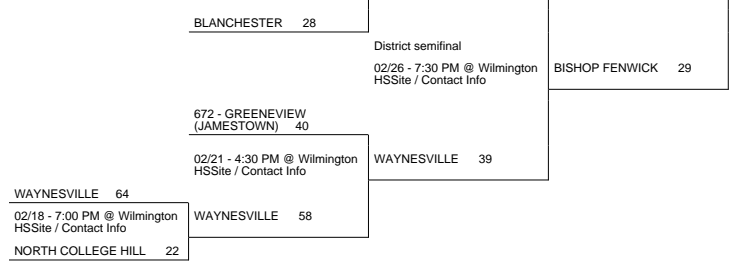 BLANCHESTER 28
District semifinal
02/26 - 7:30 PM @ Wilmington
HSSite / Contact Info
BISHOP FENWICK 29
672 - GREENEVIEW
(JAMESTOWN) 40
02/21 - 4:30 PM @ Wilmington
HSSite / Contact Info
WAYNESVILLE 39
WAYNESVILLE 64
02/18 - 7:00 PM @ Wilmington
HSSite / Contact Info
WAYNESVILLE 58
NORTH COLLEGE HILL 22